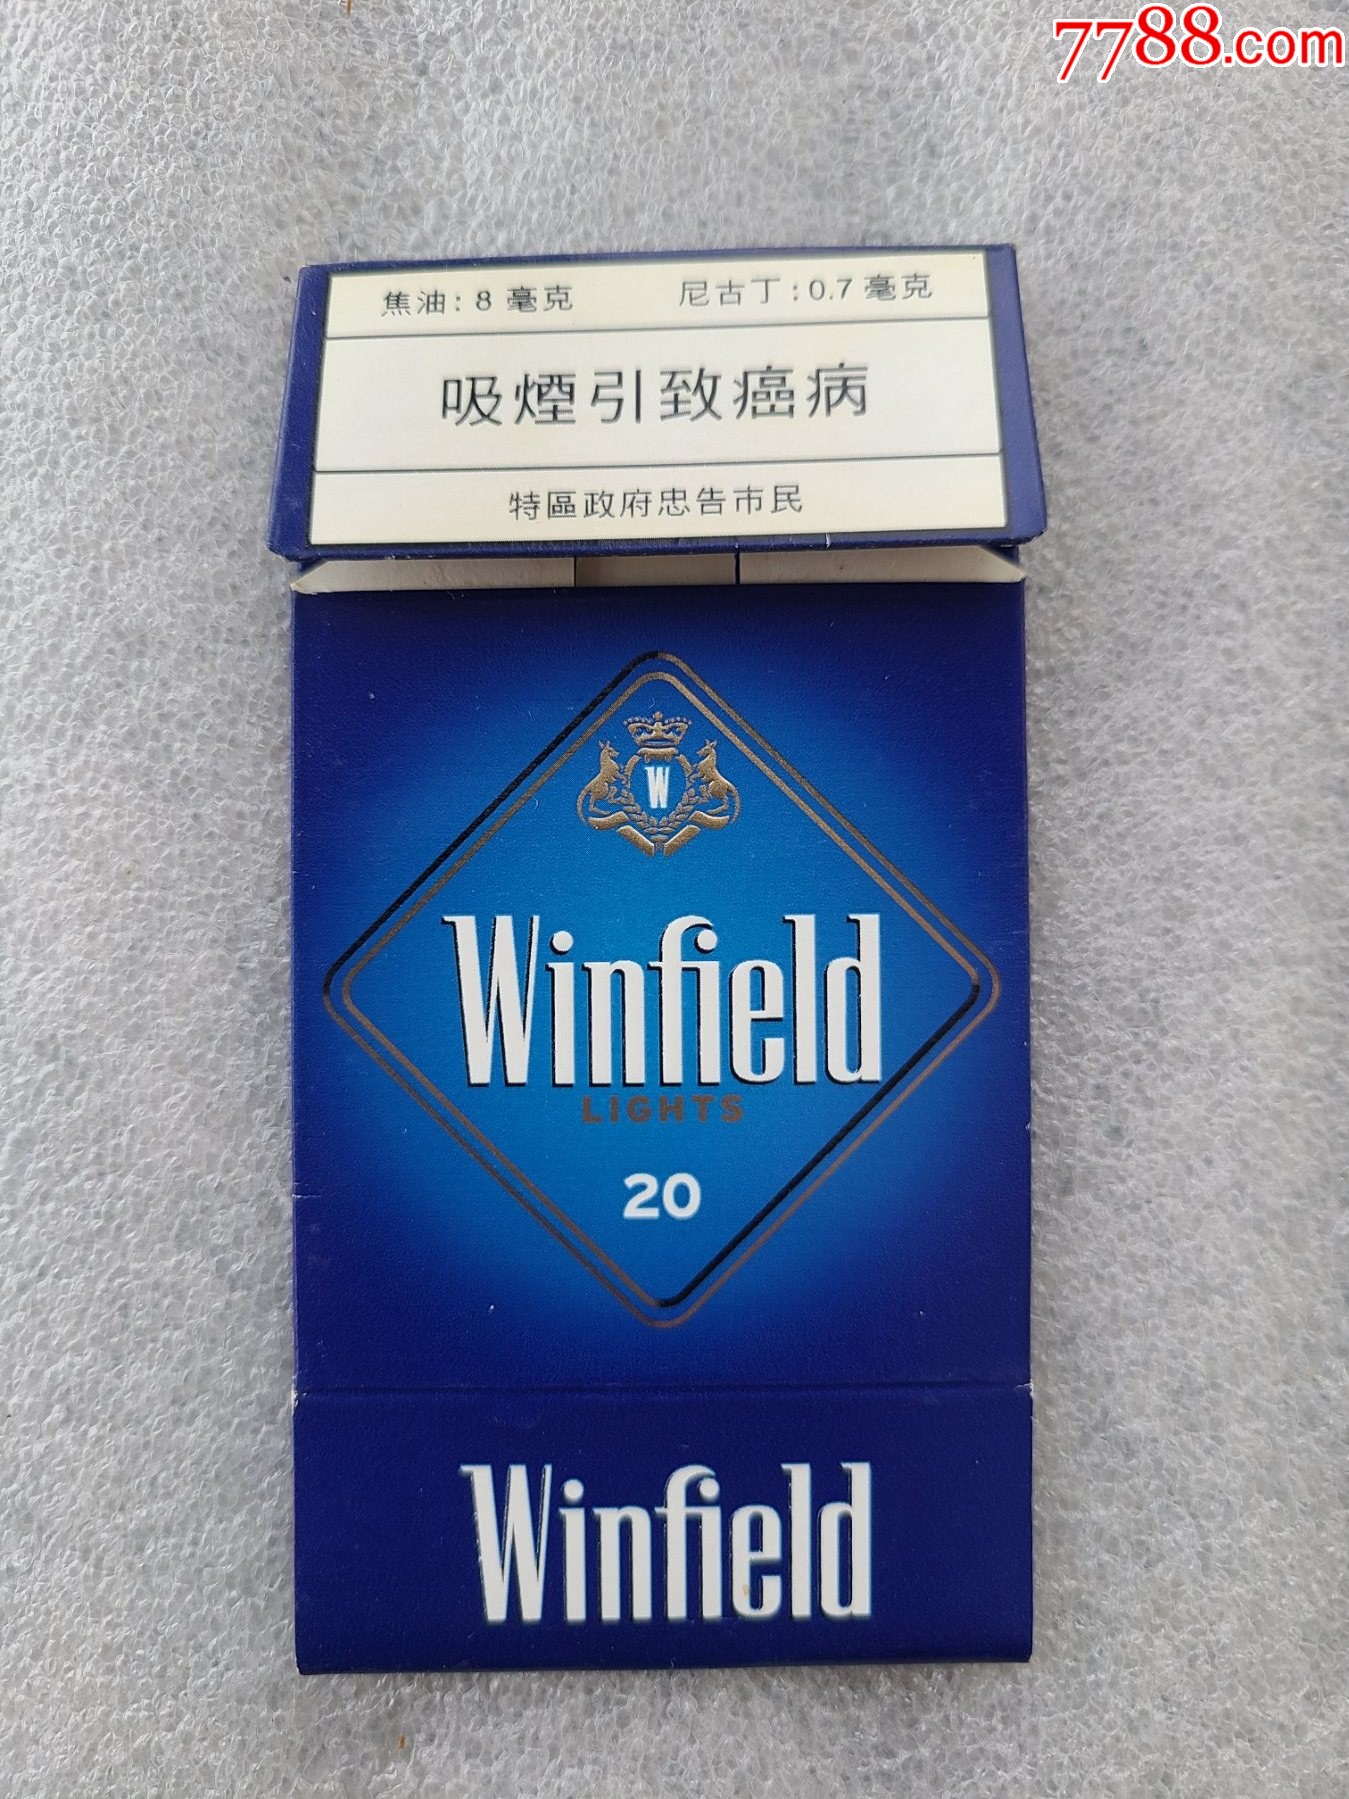 7788.com
焦油: 8 毫克 尼古丁: 0.7 毫克
吸煙引致癌病
特區政府忠告市民
W
Winfield
LIGHTS
20
Winfield